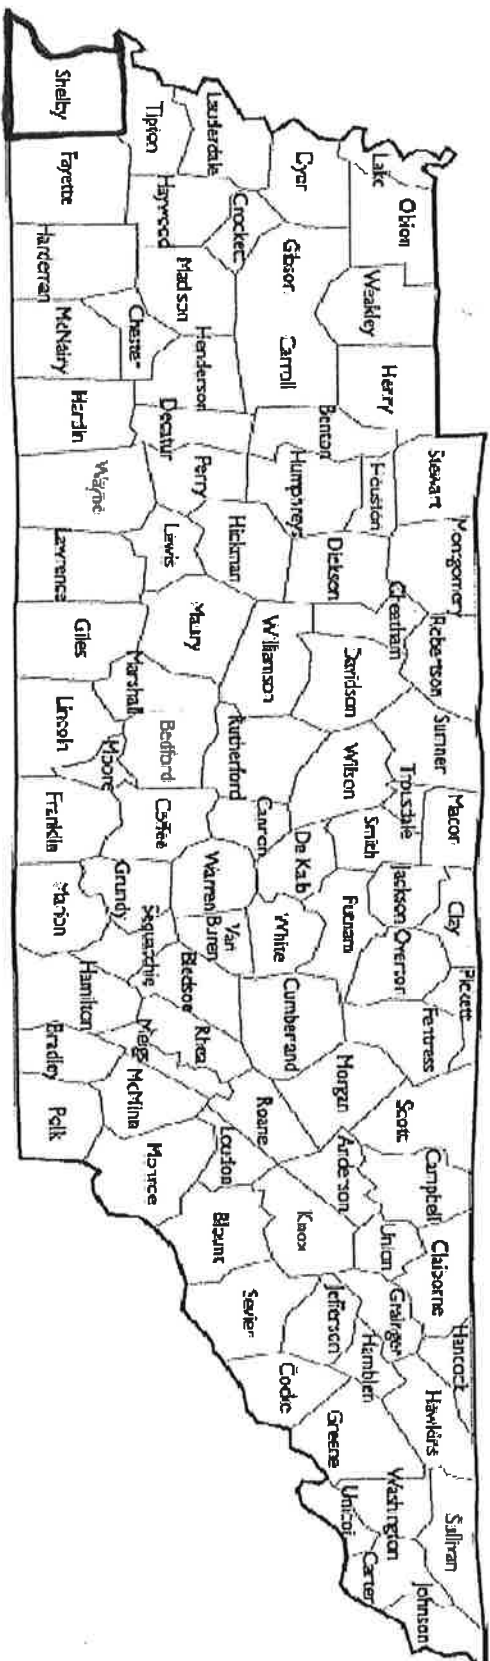 Shelby
Tipton
Lauderdale
Dyer
Lake
Obion
Fayette
Haywood
Crockett
Gibson
Weakley
Hardeman
Madison
Carroll
Henry
McNairy
Chester
Henderson
Hardin
Decatur
Benton
Stewart
Houston
Humphreys
Perry
Wayne
Lewis
Hickman
Dickson
Montgomery
Lawrence
Maury
Williamson
Cheatham
Robertson
Giles
Marshall
Davidson
Sumner
Lincoln
Moore
Bedford
Rutherford
Wilson
Trousdale
Macon
Franklin
Coffee
Cannon
De Kalb
Smith
Marion
Grundy
Warren
Van
Buren
White
Putnam
Jackson
Clay
Sequatchie
Bledsoe
Cumberland
Overton
Pickett
Fentress
Hamilton
Bradley
Meigs
Rhea
Morgan
Scott
Polk
McMinn
Roane
Monroe
Loudon
Anderson
Campbell
Blount
Knox
Union
Claiborne
Sevier
Jefferson
Grainger
Hancock
Cocke
Hamblen
Greene
Hawkins
Unicoi
Washington
Sullivan
Carter
Johnson